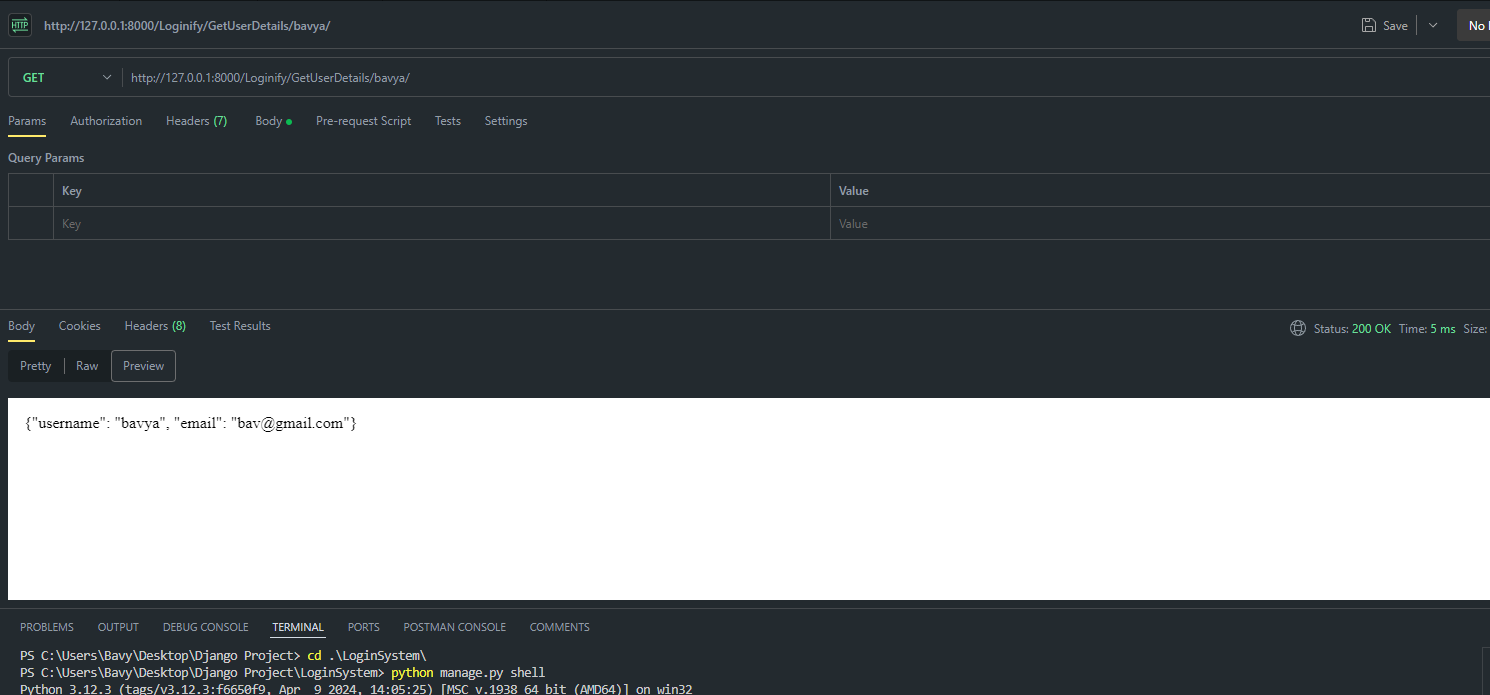 HTTP http://127.0.0.1:8000/Loginify/GetUserDetails/bavya/ Save No
GET http://127.0.0.1:8000/Loginify/GetUserDetails/bavya/
Params Authorization Headers (7) Body Pre-request Script Tests Settings
Query Params
Key Value
Key Value
Body Cookies Headers (8) Test Results Status: 200 OK Time: 5 ms Size:
Pretty Raw Preview
{"username": "bavya", "email": "bav@gmail.com"}
PROBLEMS OUTPUT DEBUG CONSOLE TERMINAL PORTS POSTMAN CONSOLE COMMENTS
PS C:\Users\Bavy\Desktop\Django Project> cd .\LoginSystem\
PS C:\Users\Bavy\Desktop\Django Project\LoginSystem> python manage.py shell
Python 3.12.3 (tags/v3.12.3:f6650f9, Apr  9 2024, 14:05:25) [MSC v.1938 64 bit (AMD64)] on win32